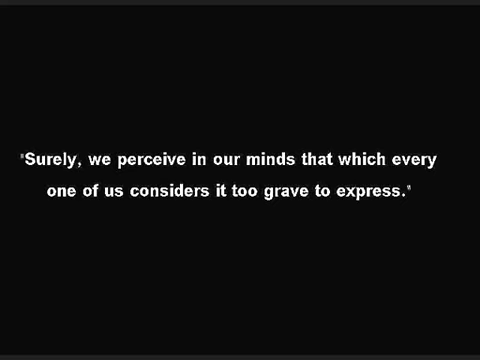 "Surely, we perceive in our minds that which every
one of us considers it too grave to express."